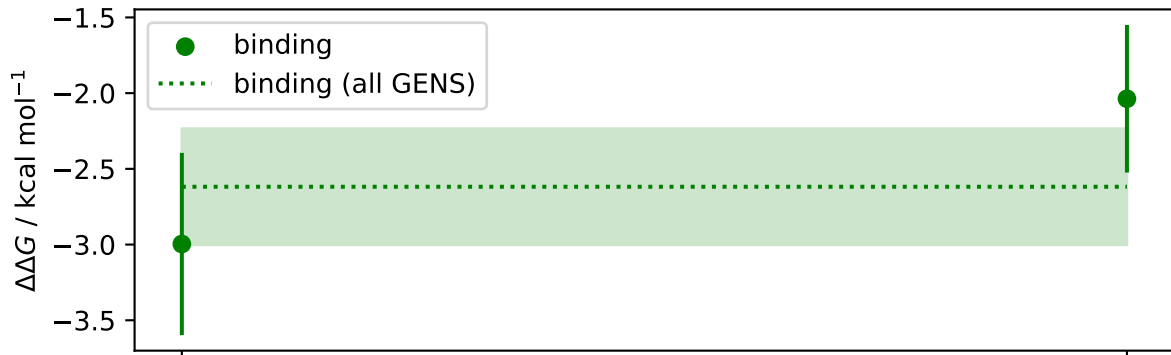 −1.5
−2.0
−2.5
−3.0
−3.5
ΔΔG / kcal mol⁻¹
binding
binding (all GENS)